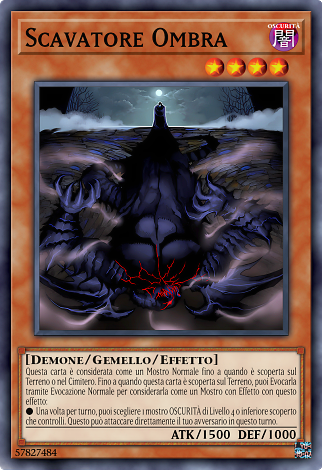 Scavatore Ombra
OSCURITÀ
闇
[Demone/Gemello/Effetto]
Questa carta è considerata come un Mostro Normale fino a quando è scoperta sul
Terreno o nel Cimitero. Fino a quando questa carta è scoperta sul Terreno, puoi Evocarla
tramite Evocazione Normale per considerarla come un Mostro con Effetto con questo
effetto:
● Una volta per turno, puoi scegliere 1 mostro OSCURITÀ di Livello 4 o inferiore scoperto
che controlli. Questo può attaccare direttamente il tuo avversario in questo turno.
ATK/1500 DEF/1000
57827484